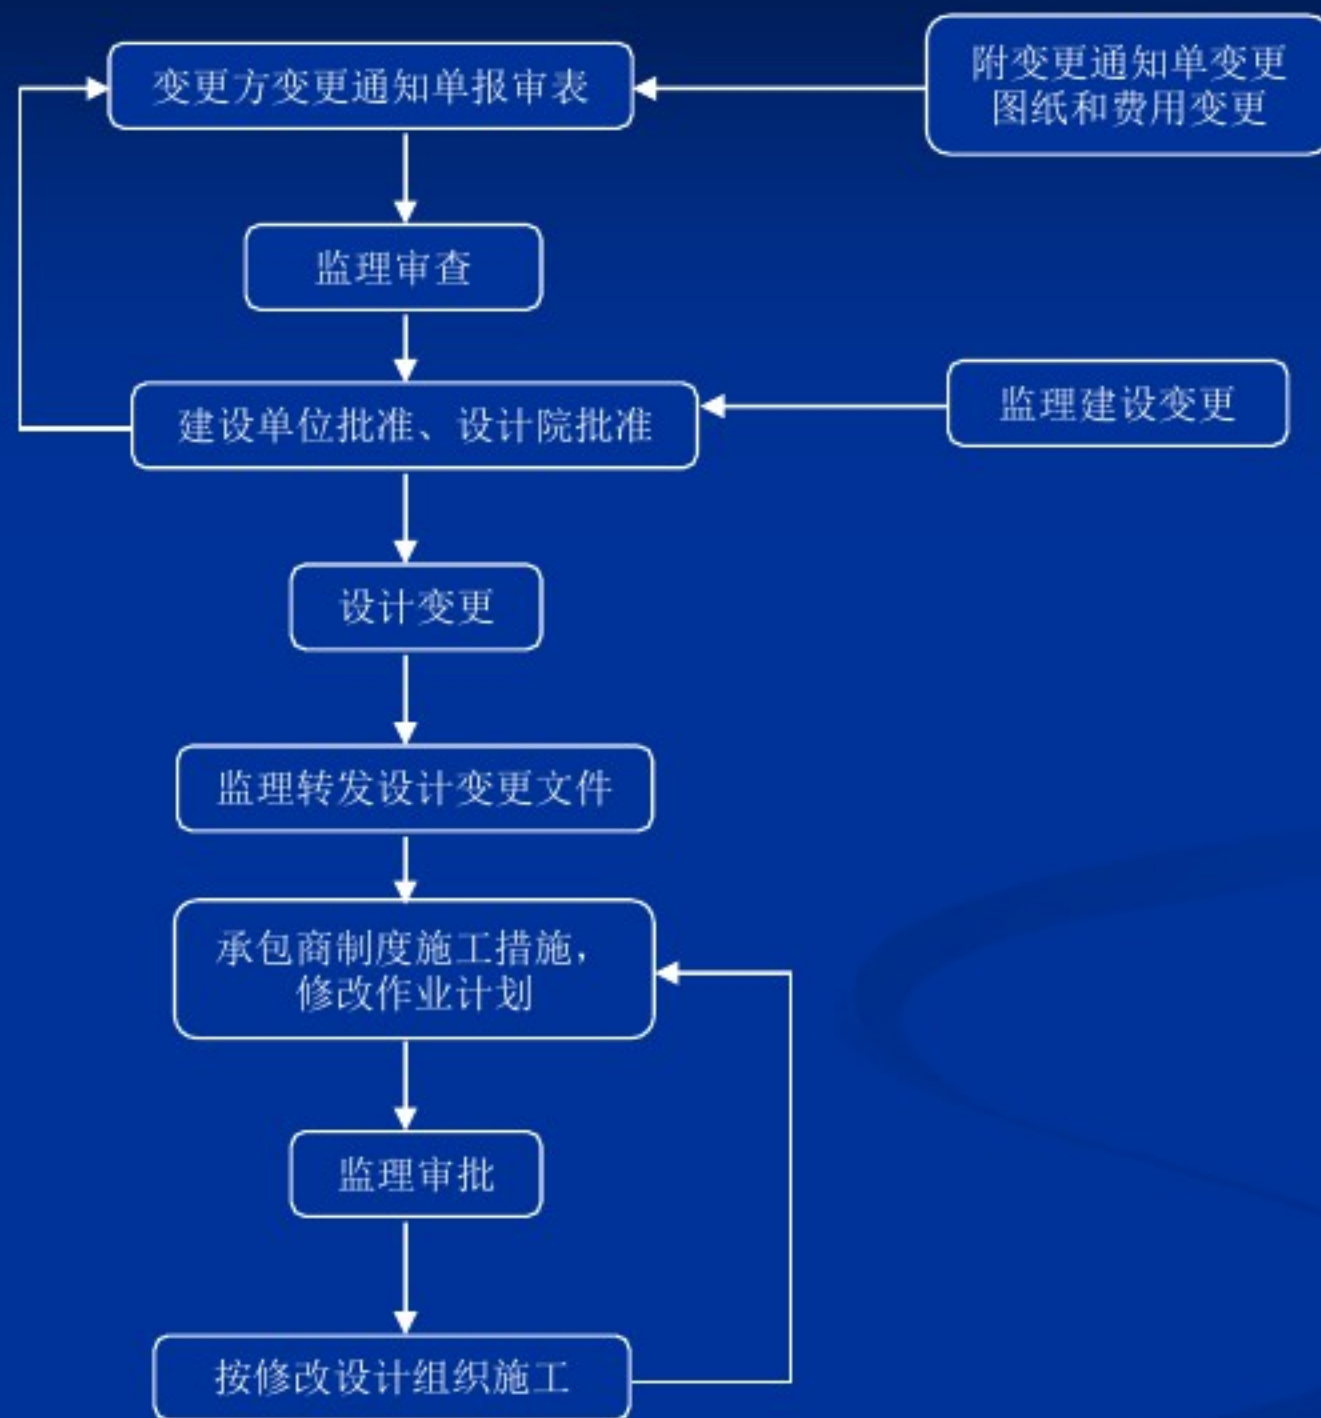 变更方变更通知单报审表
附变更通知单变更
图纸和费用变更
监理审查
建设单位批准、设计院批准
监理建设变更
设计变更
监理转发设计变更文件
承包商制度施工措施，
修改作业计划
监理审批
按修改设计组织施工